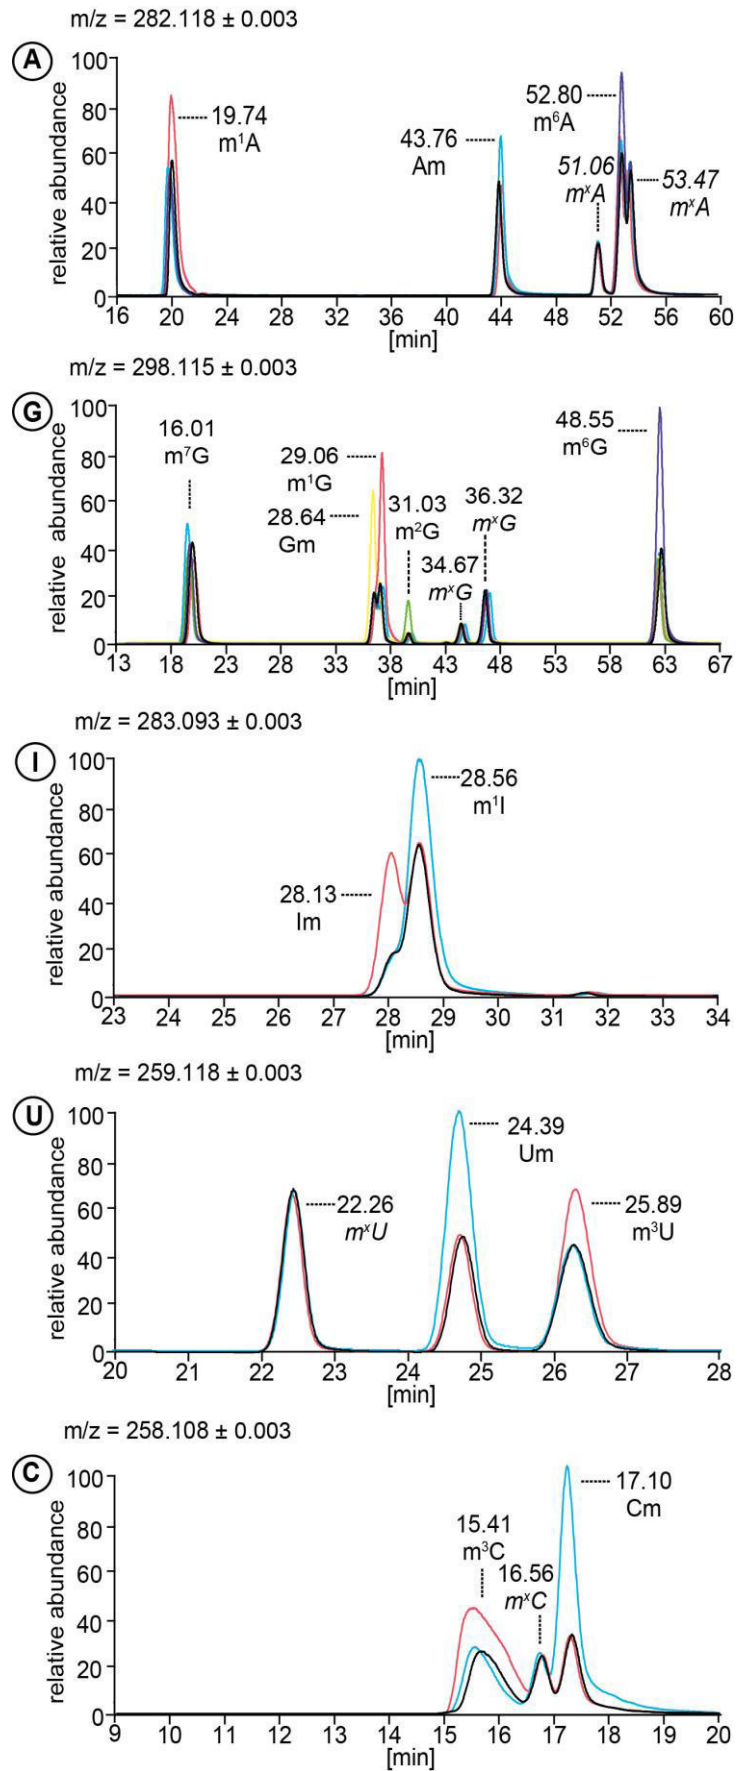 m/z = 282.118 ± 0.003
A
relative abundance
100
80
60
40
20
0
19.74
m¹A
43.76
Am
52.80
m⁶A
51.06
mˣA
53.47
mˣA
16 20 24 28 32 36 40 44 48 52 56 60
[min]
m/z = 298.115 ± 0.003
G
relative abundance
100
80
60
40
20
0
16.01
m⁷G
29.06
m¹G
28.64
Gm
31.03
m²G
34.67
mˣG
36.32
mˣG
48.55
m⁶G
13 18 23 28 33 38 43 48 53 58 63 67
[min]
m/z = 283.093 ± 0.003
I
relative abundance
100
80
60
40
20
0
28.56
m¹I
28.13
Im
23 24 25 26 27 28 29 30 31 32 33 34
[min]
m/z = 259.118 ± 0.003
U
relative abundance
100
80
60
40
20
0
22.26
mˣU
24.39
Um
25.89
m³U
20 21 22 23 24 25 26 27 28
[min]
m/z = 258.108 ± 0.003
C
relative abundance
100
80
60
40
20
0
15.41
m³C
16.56
mˣC
17.10
Cm
9 10 11 12 13 14 15 16 17 18 19 20
[min]